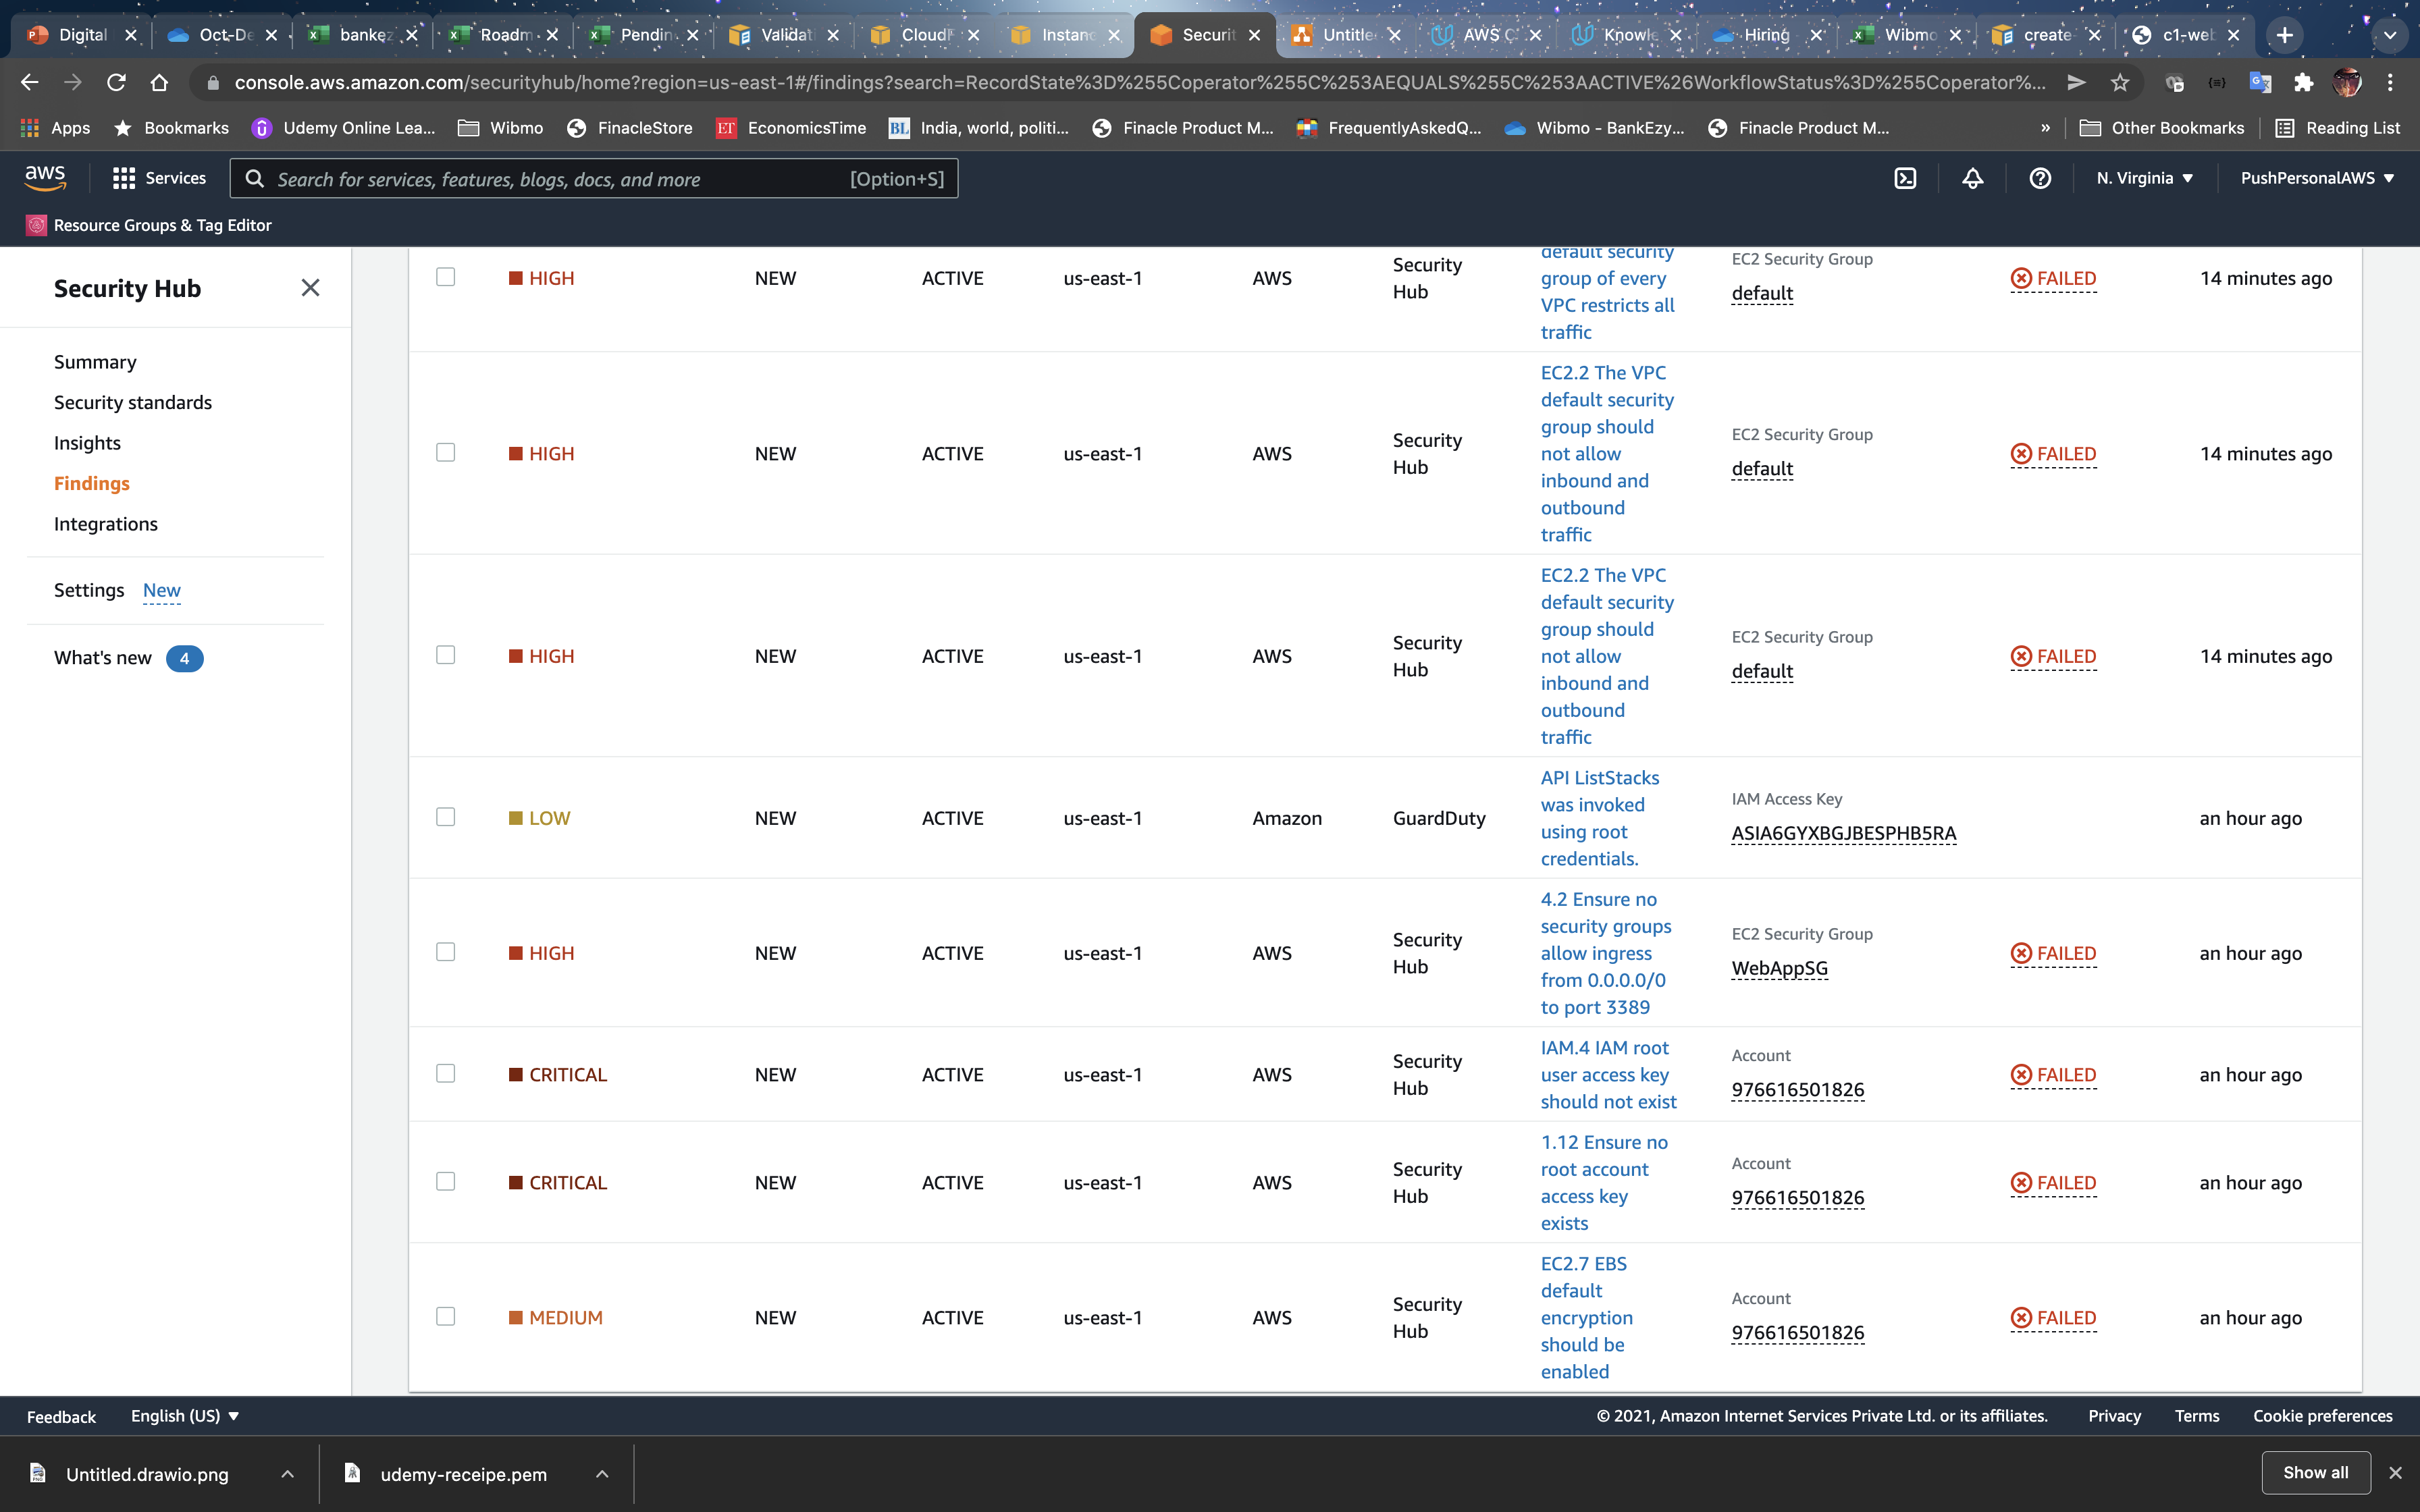 Digital
Oct-De
bankez
Roadm
Pendin
Validat
CloudF
Instanc
Securit
Untitle
AWS C
Knowle
Hiring
Wibmo
create
c1-web
console.aws.amazon.com/securityhub/home?region=us-east-1#/findings?search=RecordState%3D%255Coperator%255C%253AEQUALS%255C%253AACTIVE%26WorkflowStatus%3D%255Coperator%...
Apps
Bookmarks
Udemy Online Lea...
Wibmo
FinacleStore
ET EconomicsTime
BL India, world, politi...
Finacle Product M...
FrequentlyAskedQ...
Wibmo - BankEzy...
Finacle Product M...
»
Other Bookmarks
Reading List
aws
Services
Search for services, features, blogs, docs, and more [Option+S]
N. Virginia ▼
PushPersonalAWS ▼
Resource Groups & Tag Editor
Security Hub
Summary
Security standards
Insights
Findings
Integrations
Settings New
What's new 4
HIGH
NEW
ACTIVE
us-east-1
AWS
Security
Hub
default security
group of every
VPC restricts all
traffic
EC2 Security Group
default
FAILED
14 minutes ago
HIGH
NEW
ACTIVE
us-east-1
AWS
Security
Hub
EC2.2 The VPC
default security
group should
not allow
inbound and
outbound
traffic
EC2 Security Group
default
FAILED
14 minutes ago
HIGH
NEW
ACTIVE
us-east-1
AWS
Security
Hub
EC2.2 The VPC
default security
group should
not allow
inbound and
outbound
traffic
EC2 Security Group
default
FAILED
14 minutes ago
LOW
NEW
ACTIVE
us-east-1
Amazon
GuardDuty
API ListStacks
was invoked
using root
credentials.
IAM Access Key
ASIA6GYXBGJBESPHB5RA
an hour ago
HIGH
NEW
ACTIVE
us-east-1
AWS
Security
Hub
4.2 Ensure no
security groups
allow ingress
from 0.0.0.0/0
to port 3389
EC2 Security Group
WebAppSG
FAILED
an hour ago
CRITICAL
NEW
ACTIVE
us-east-1
AWS
Security
Hub
IAM.4 IAM root
user access key
should not exist
Account
976616501826
FAILED
an hour ago
CRITICAL
NEW
ACTIVE
us-east-1
AWS
Security
Hub
1.12 Ensure no
root account
access key
exists
Account
976616501826
FAILED
an hour ago
MEDIUM
NEW
ACTIVE
us-east-1
AWS
Security
Hub
EC2.7 EBS
default
encryption
should be
enabled
Account
976616501826
FAILED
an hour ago
Feedback
English (US) ▼
© 2021, Amazon Internet Services Private Ltd. or its affiliates.
Privacy
Terms
Cookie preferences
Untitled.drawio.png
udemy-receipe.pem
Show all